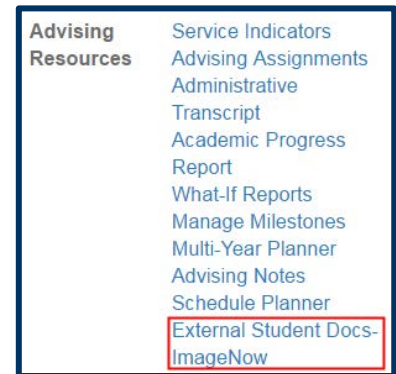 Advising Service Indicators
Resources Advising Assignments
Administrative
Transcript
Academic Progress
Report
What-If Reports
Manage Milestones
Multi-Year Planner
Advising Notes
Schedule Planner
External Student Docs-
ImageNow